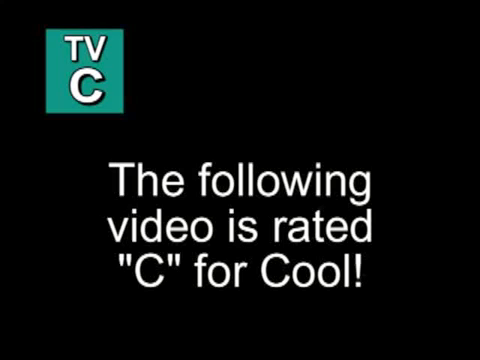 TV
C
The following
video is rated
"C" for Cool!